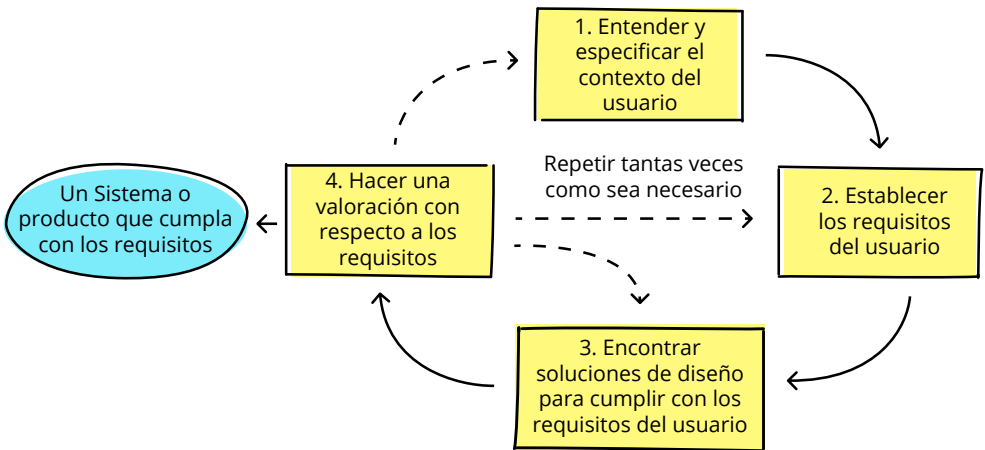 1. Entender y
especificar el
contexto del
usuario
Repetir tantas veces
como sea necesario
2. Establecer
los requisitos
del usuario
3. Encontrar
soluciones de diseño
para cumplir con los
requisitos del usuario
4. Hacer una
valoración con
respecto a los
requisitos
Un Sistema o
producto que cumpla
con los requisitos